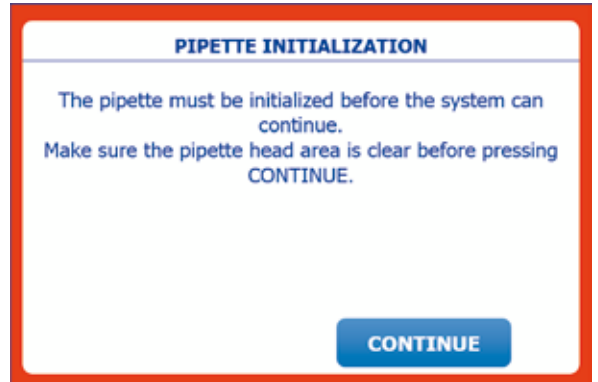 PIPETTE INITIALIZATION
The pipette must be initialized before the system can
continue.
Make sure the pipette head area is clear before pressing
CONTINUE.
CONTINUE